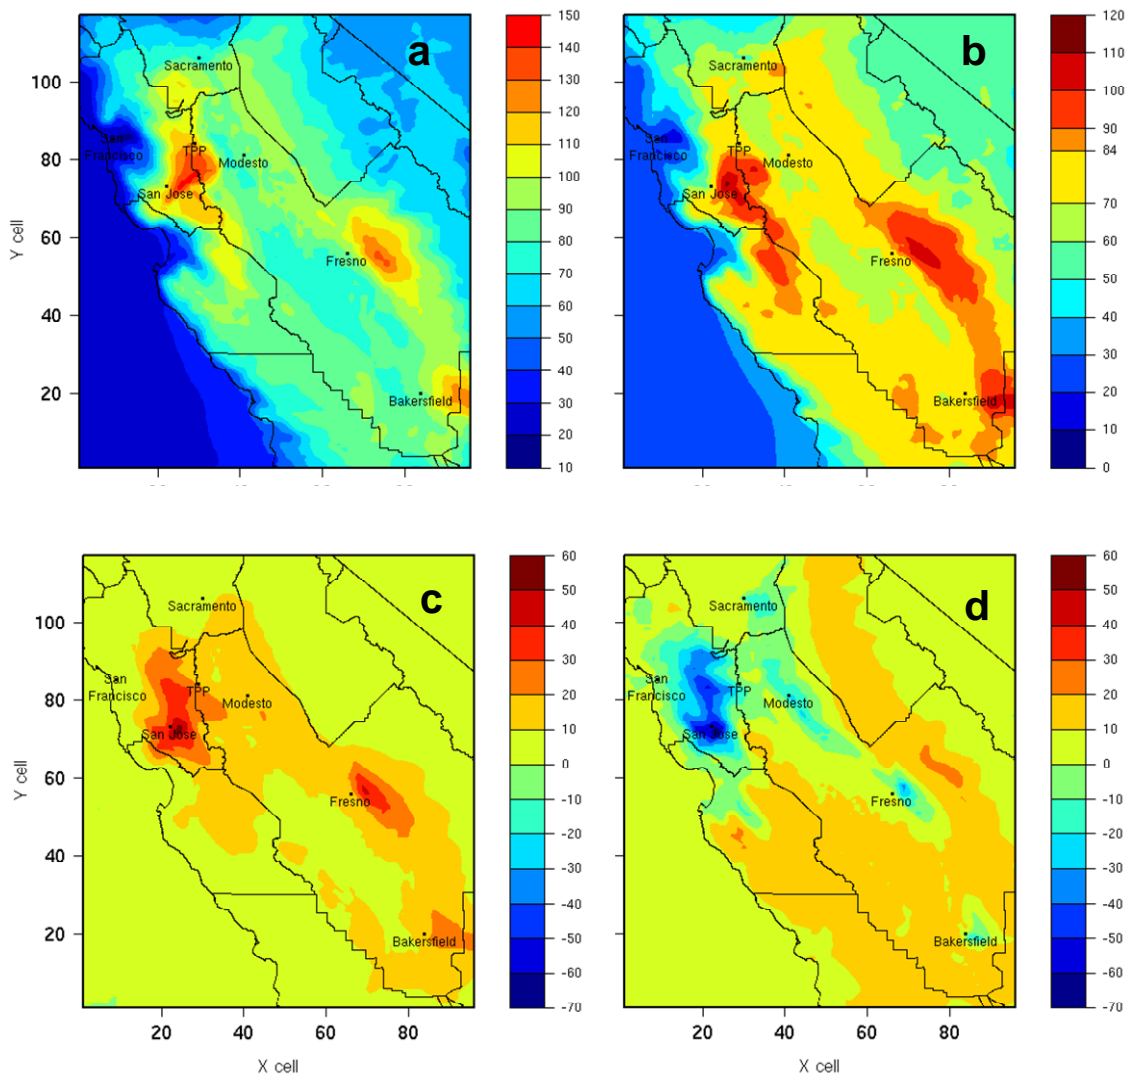 a
150
140
130
120
110
100
90
80
70
60
50
40
30
20
10
Y cell
100
80
60
40
20
Sacramento
San
Francisco
TPP
Modesto
San Jose
Fresno
Bakersfield
b
120
110
100
90
84
70
60
50
40
30
20
10
0
Sacramento
San
Francisco
TPP
Modesto
San Jose
Fresno
Bakersfield
c
60
50
40
30
20
10
0
-10
-20
-30
-40
-50
-60
-70
Y cell
100
80
60
40
20
Sacramento
San
Francisco
TPP
Modesto
San Jose
Fresno
Bakersfield
20 40 60 80
X cell
d
60
50
40
30
20
10
0
-10
-20
-30
-40
-50
-60
-70
Sacramento
San
Francisco
TPP
Modesto
San Jose
Fresno
Bakersfield
20 40 60 80
X cell